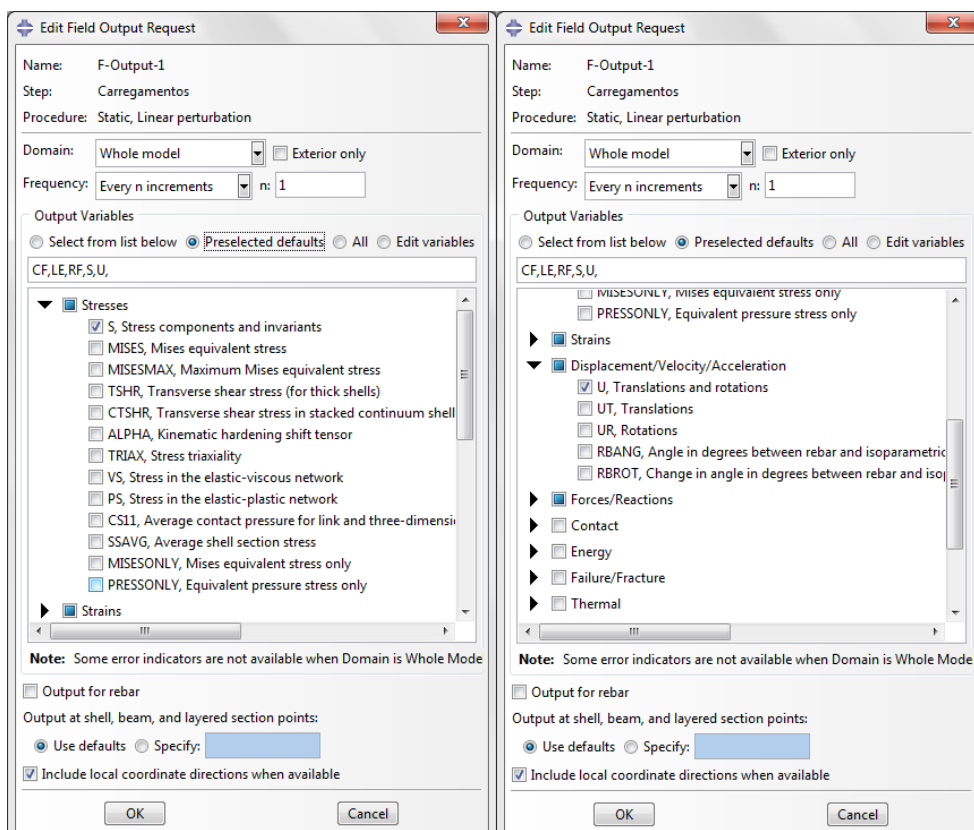 Edit Field Output Request
Name: F-Output-1
Step: Carregamentos
Procedure: Static, Linear perturbation
Domain: Whole model Exterior only
Frequency: Every n increments n: 1
Output Variables
Select from list below Preselected defaults All Edit variables
CF,LE,RF,S,U,
Stresses
S, Stress components and invariants
MISES, Mises equivalent stress
MISESMAX, Maximum Mises equivalent stress
TSHR, Transverse shear stress (for thick shells)
CTSHR, Transverse shear stress in stacked continuum shell
ALPHA, Kinematic hardening shift tensor
TRIAX, Stress triaxiality
VS, Stress in the elastic-viscous network
PS, Stress in the elastic-plastic network
CS11, Average contact pressure for link and three-dimensi
SSAVG, Average shell section stress
MISESONLY, Mises equivalent stress only
PRESSONLY, Equivalent pressure stress only
Strains
Note: Some error indicators are not available when Domain is Whole Mode
Output for rebar
Output at shell, beam, and layered section points:
Use defaults Specify:
Include local coordinate directions when available
OK Cancel
Edit Field Output Request
Name: F-Output-1
Step: Carregamentos
Procedure: Static, Linear perturbation
Domain: Whole model Exterior only
Frequency: Every n increments n: 1
Output Variables
Select from list below Preselected defaults All Edit variables
CF,LE,RF,S,U,
MISESONLY, Mises equivalent stress only
PRESSONLY, Equivalent pressure stress only
Strains
Displacement/Velocity/Acceleration
U, Translations and rotations
UT, Translations
UR, Rotations
RBANG, Angle in degrees between rebar and isoparametric
RBROT, Change in angle in degrees between rebar and iso
Forces/Reactions
Contact
Energy
Failure/Fracture
Thermal
Note: Some error indicators are not available when Domain is Whole Mode
Output for rebar
Output at shell, beam, and layered section points:
Use defaults Specify:
Include local coordinate directions when available
OK Cancel